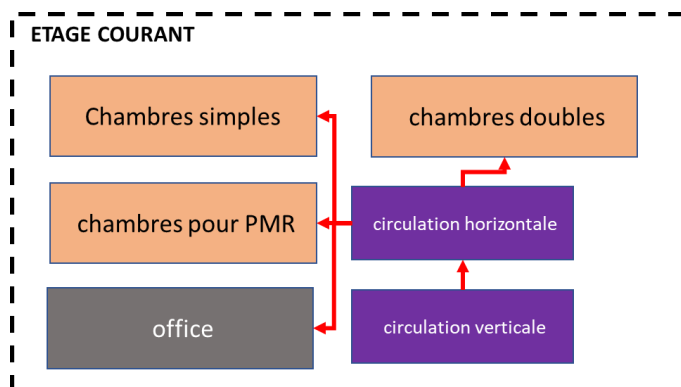 ETAGE COURANT
Chambres simples
chambres doubles
chambres pour PMR
circulation horizontale
office
circulation verticale